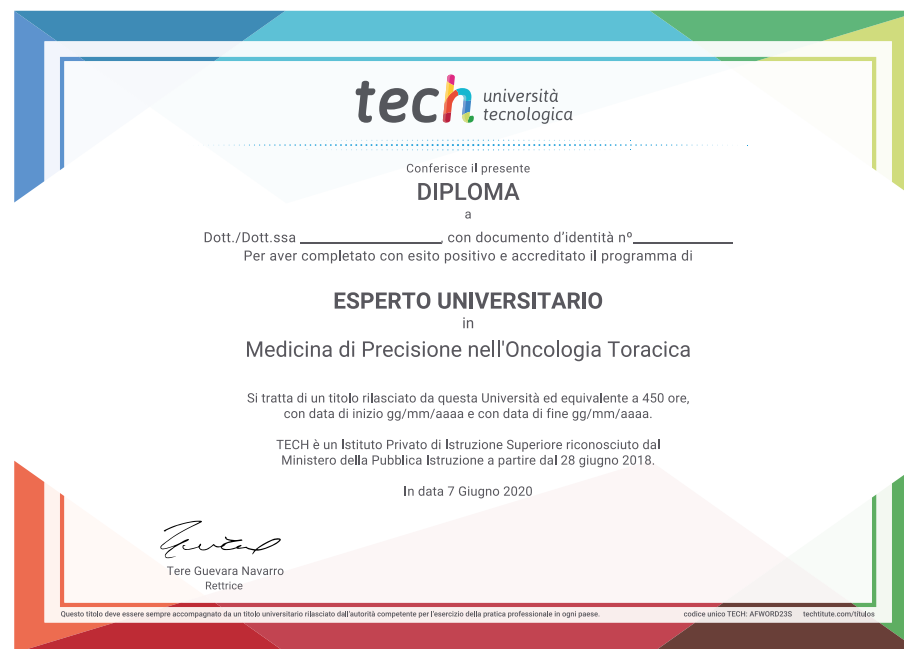 tech università
tecnologica
Conferisce il presente
DIPLOMA
a
Dott./Dott.ssa ____________________, con documento d'identità nº______________
Per aver completato con esito positivo e accreditato il programma di
ESPERTO UNIVERSITARIO
in
Medicina di Precisione nell'Oncologia Toracica
Si tratta di un titolo rilasciato da questa Università ed equivalente a 450 ore,
con data di inizio gg/mm/aaaa e con data di fine gg/mm/aaaa.
TECH è un Istituto Privato di Istruzione Superiore riconosciuto dal
Ministero della Pubblica Istruzione a partire dal 28 giugno 2018.
In data 7 Giugno 2020
Tere Guevara Navarro
Rettrice
Questo titolo deve essere sempre accompagnato da un titolo universitario rilasciato dall'autorità competente per l'esercizio della pratica professionale in ogni paese. codice unico TECH: AFWORD23S techtitute.com/titulos